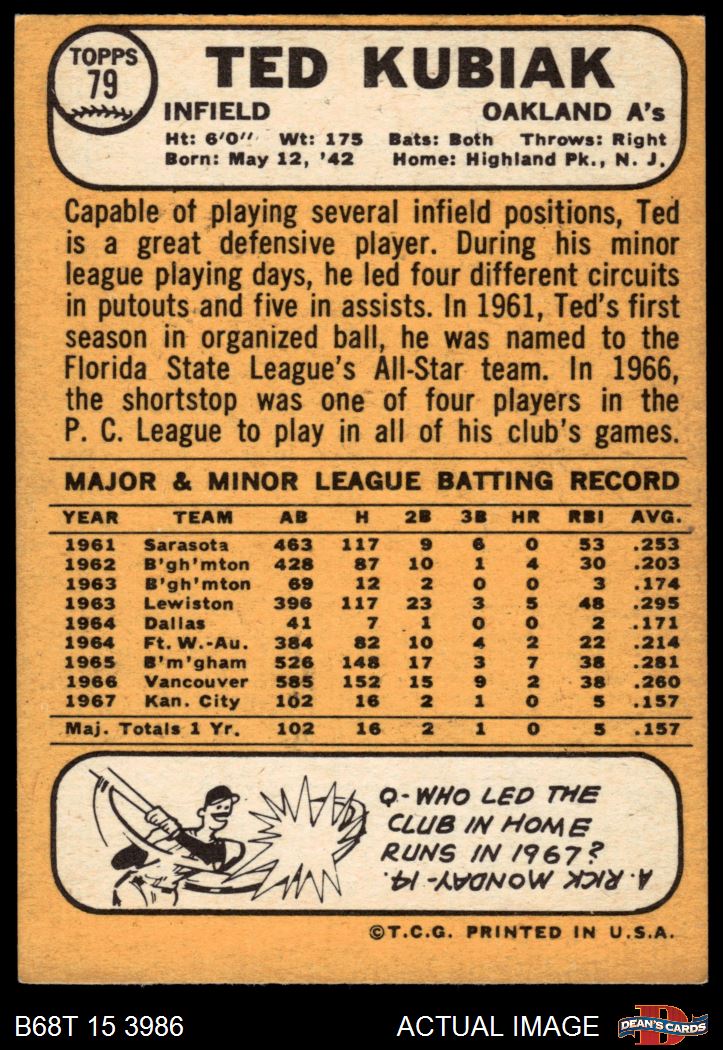 TOPPS
79
TED KUBIAK
INFIELD OAKLAND A's
Ht: 6'0" Wt: 175 Bats: Both Throws: Right
Born: May 12, '42 Home: Highland Pk., N. J.
Capable of playing several infield positions, Ted
is a great defensive player. During his minor
league playing days, he led four different circuits
in putouts and five in assists. In 1961, Ted's first
season in organized ball, he was named to the
Florida State League's All-Star team. In 1966,
the shortstop was one of four players in the
P. C. League to play in all of his club's games.
MAJOR & MINOR LEAGUE BATTING RECORD
YEAR TEAM AB H 2B 3B HR RBI AVG.
1961 Sarasota 463 117 9 6 0 53 .253
1962 B'gh'mton 428 87 10 1 4 30 .203
1963 B'gh'mton 69 12 2 0 0 3 .174
1963 Lewiston 396 117 23 3 5 48 .295
1964 Dallas 41 7 1 0 0 2 .171
1964 Ft. W.-Au. 384 82 10 4 2 22 .214
1965 B'm'gham 526 148 17 3 7 38 .281
1966 Vancouver 585 152 15 9 2 38 .260
1967 Kan. City 102 16 2 1 0 5 .157
Maj. Totals 1 Yr. 102 16 2 1 0 5 .157
Q-WHO LED THE
CLUB IN HOME
RUNS IN 1967?
A. RICK MONDAY-14.
©T.C.G. PRINTED IN U.S.A.
B68T 15 3986 ACTUAL IMAGE
D
DEAN'S CARDS